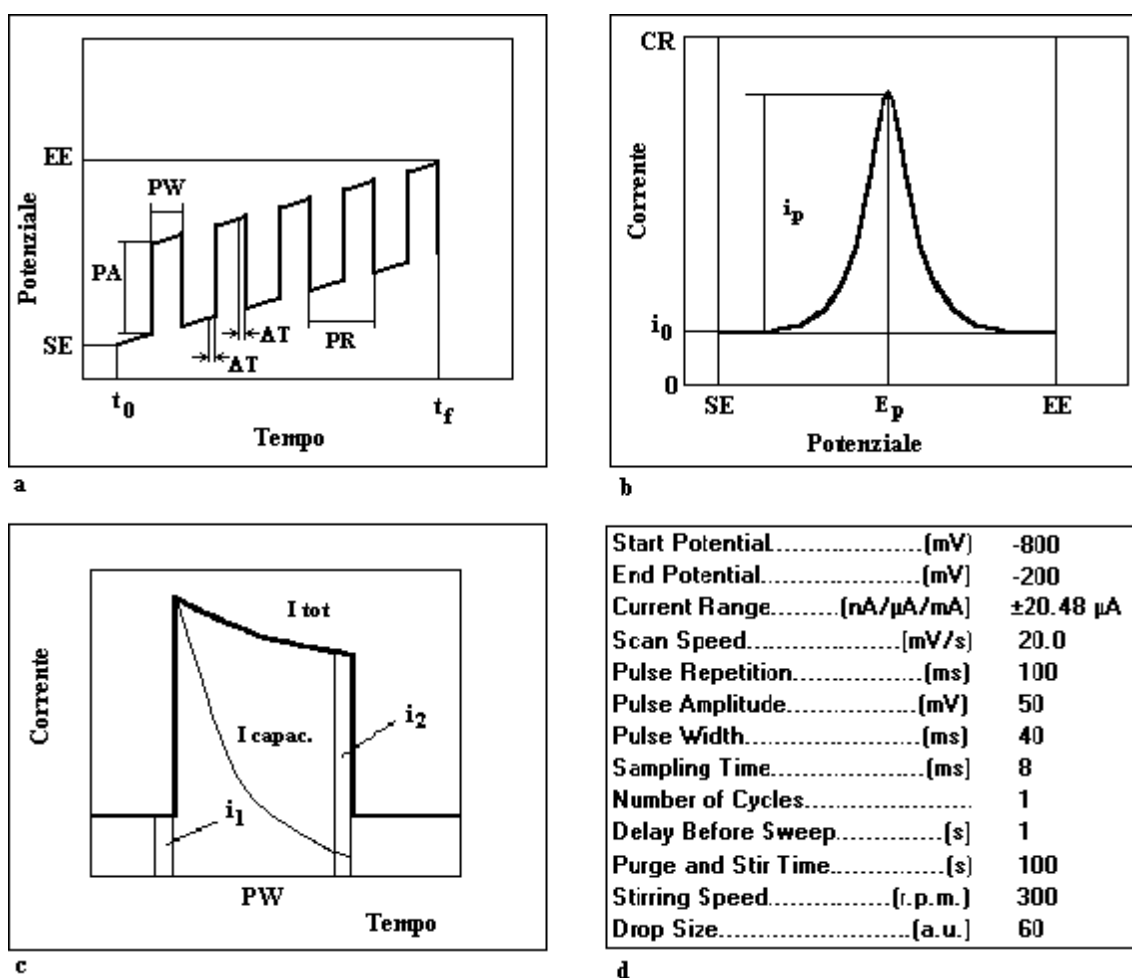 EE
PW
Potenziale
PA
SE
ΔT
ΔT
PR
t0
tf
Tempo
a
CR
Corrente
ip
i0
0
SE
Ep
EE
Potenziale
b
I tot
Corrente
I capac.
i2
i1
PW
Tempo
c
Start Potential......................(mV) -800
End Potential.......................(mV) -200
Current Range.........(nA/µA/mA) ±20.48 µA
Scan Speed........................(mV/s) 20.0
Pulse Repetition....................(ms) 100
Pulse Amplitude....................(mV) 50
Pulse Width...........................(ms) 40
Sampling Time......................(ms) 8
Number of Cycles....................... 1
Delay Before Sweep................(s) 1
Purge and Stir Time................(s) 100
Stirring Speed...................(r.p.m.) 300
Drop Size...........................(a.u.) 60
d